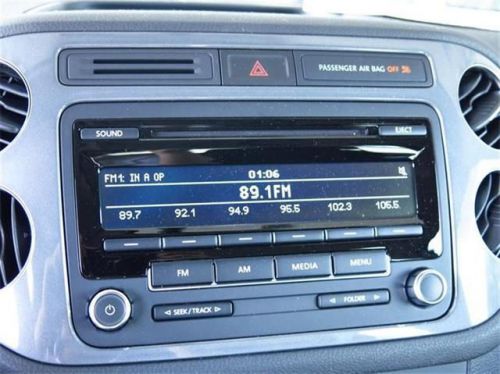 PASSENGER AIR BAG OFF
SOUND
EJECT
FM1: IN A OP
01:06
89.1FM
89.7 92.1 94.9 95.5 102.3 106.5
FM
AM
MEDIA
MENU
SEEK / TRACK
FOLDER